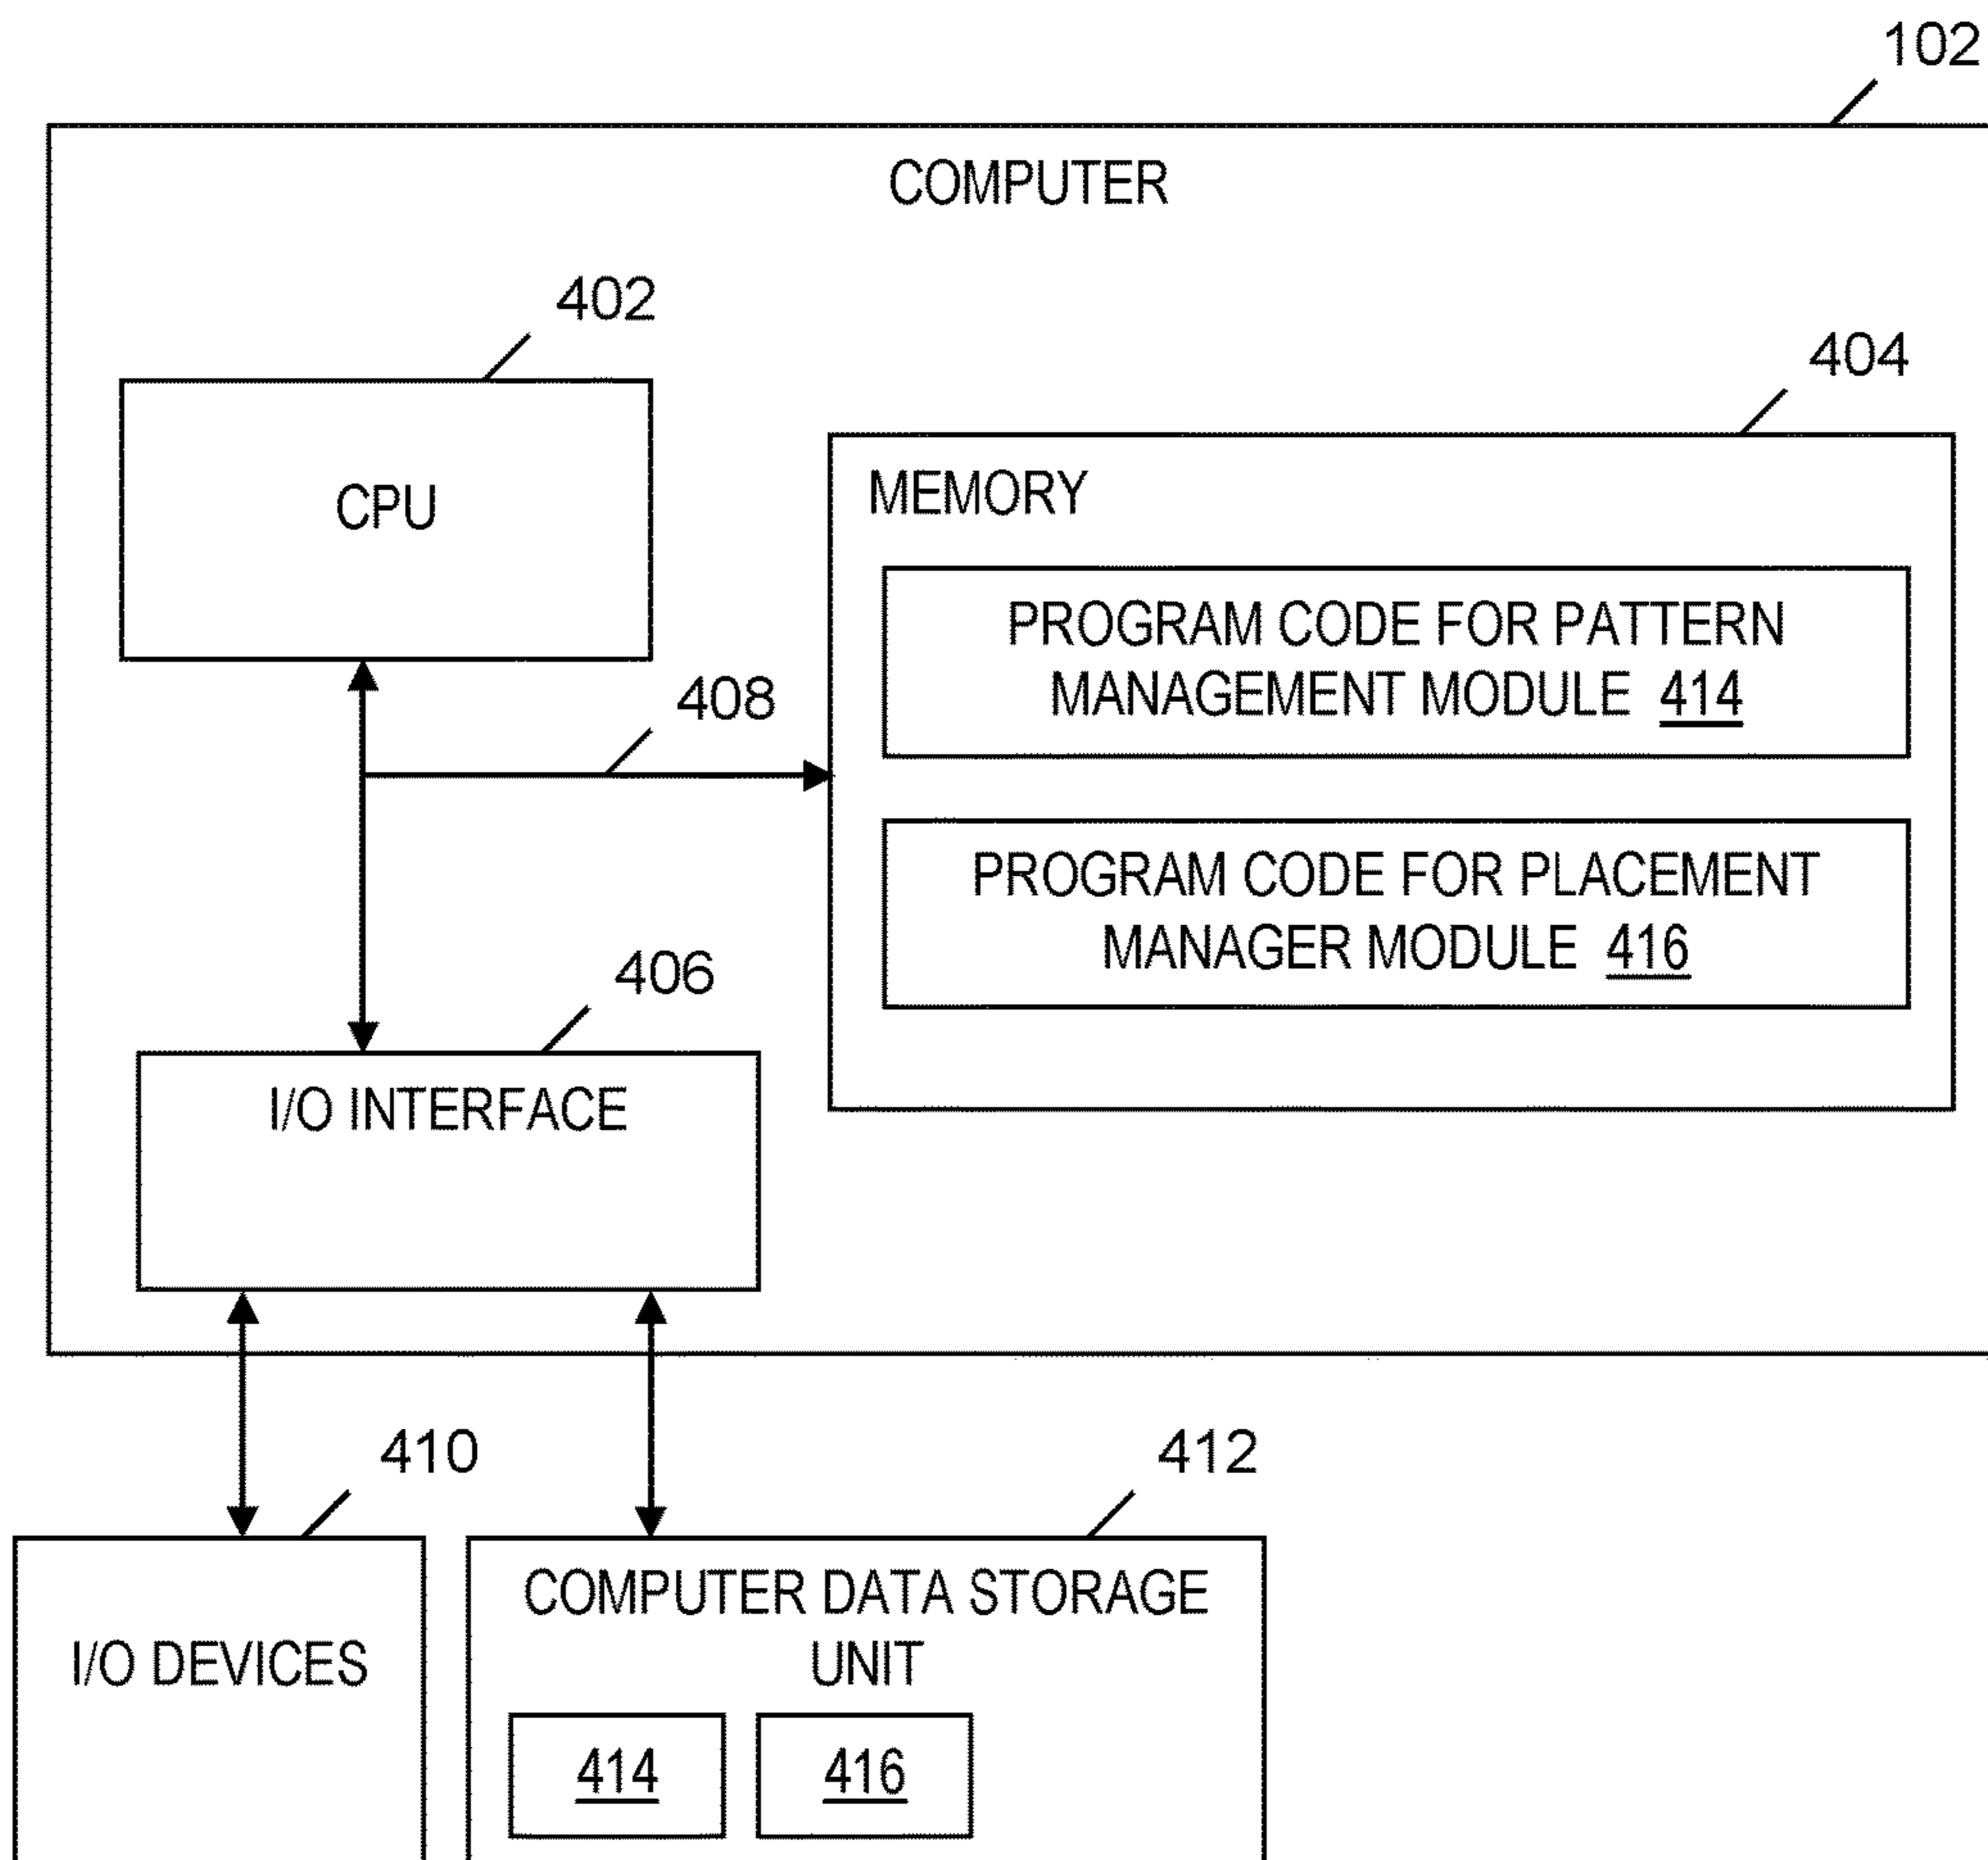 102
COMPUTER
402
404
CPU
MEMORY
PROGRAM CODE FOR PATTERN
MANAGEMENT MODULE 414
408
PROGRAM CODE FOR PLACEMENT
MANAGER MODULE 416
406
I/O INTERFACE
410
412
I/O DEVICES
COMPUTER DATA STORAGE
UNIT
414
416